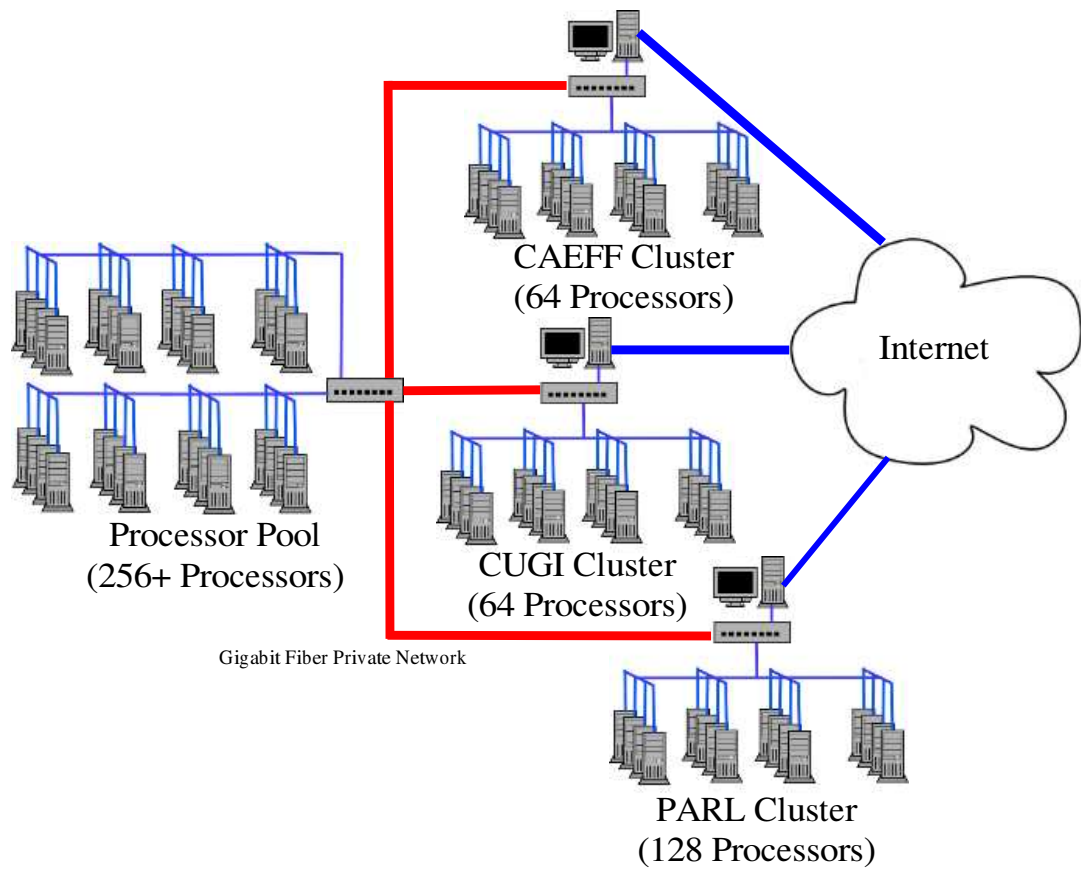 CAEFF Cluster
(64 Processors)
Internet
Processor Pool
(256+ Processors)
CUGI Cluster
(64 Processors)
Gigabit Fiber Private Network
PARL Cluster
(128 Processors)